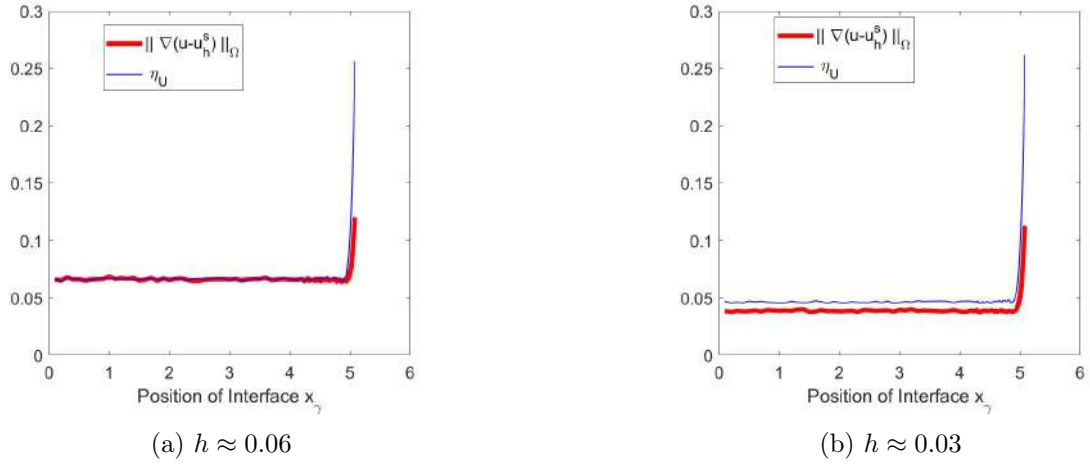 0.3
0.25
0.2
0.15
0.1
0.05
0
|| ∇(u-u_h^s) ||_Ω
η_U
0 1 2 3 4 5 6
Position of Interface x_γ
(a) h ≈ 0.06
0.3
0.25
0.2
0.15
0.1
0.05
0
|| ∇(u-u_h^s) ||_Ω
η_U
0 1 2 3 4 5 6
Position of Interface x_γ
(b) h ≈ 0.03